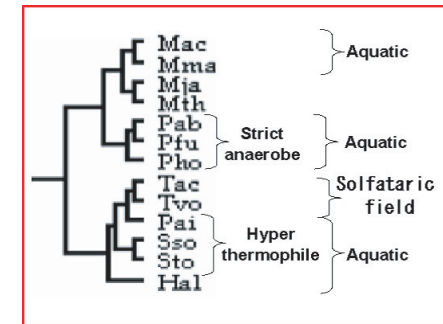 Mac
Mma
Mja
Mth
Pab
Pfu
Pho
Tac
Tvo
Pai
Sso
Sto
Hal
Strict
anaerobe
Hyper
thermophile
Aquatic
Aquatic
Solfataric
field
Aquatic